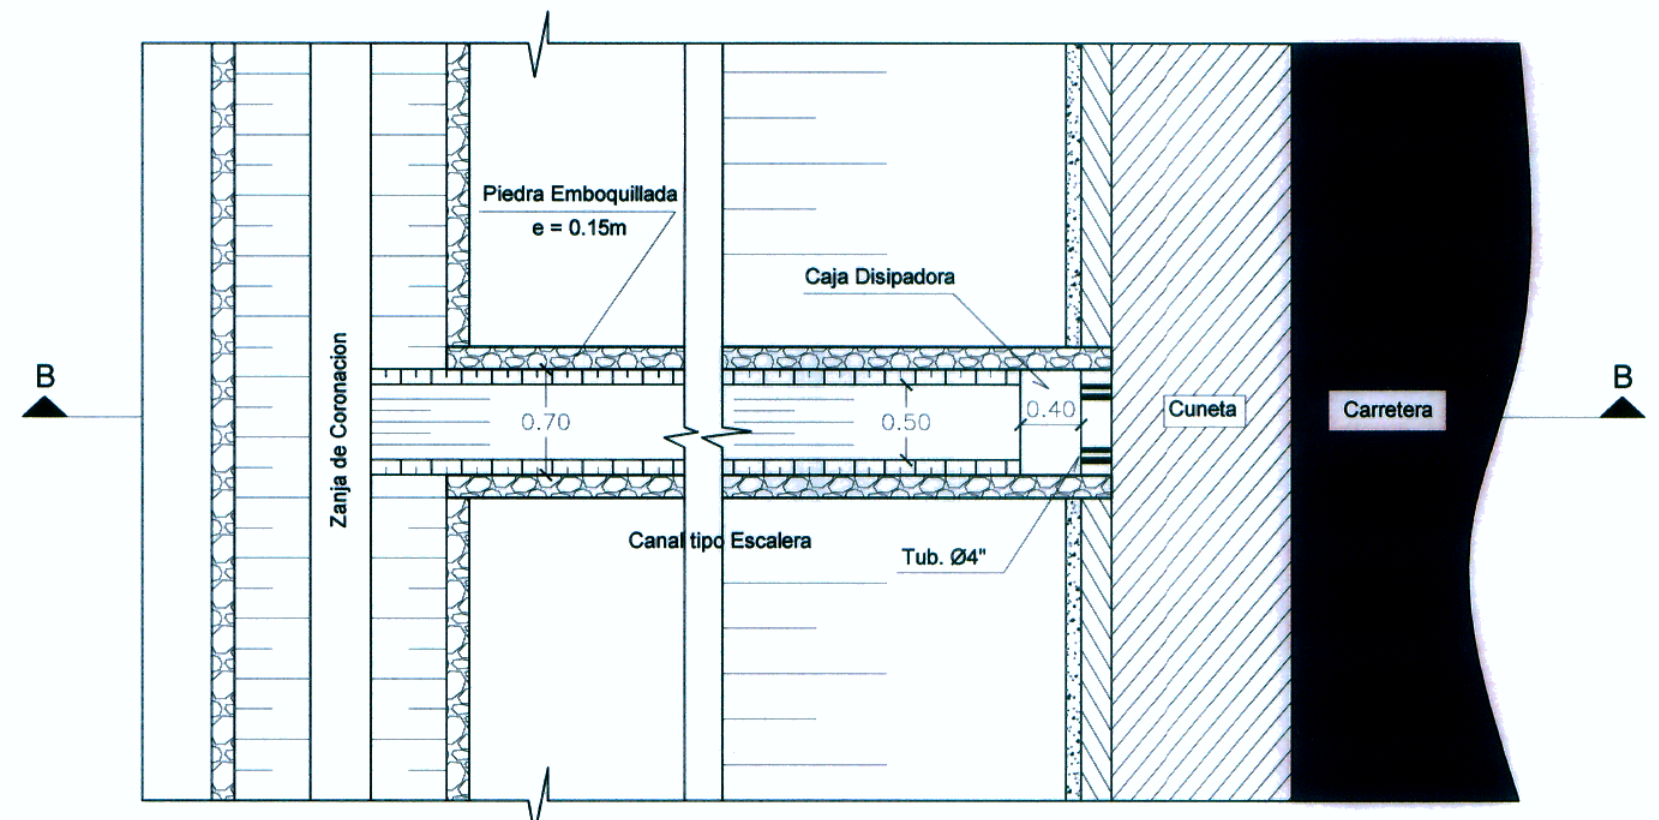 Piedra Emboquillada
e = 0.15m
Caja Disipadora
Zanja de Coronacion
B
B
0.70
0.50
0.40
Cuneta
Carretera
Canal tipo Escalera
Tub. Ø4"